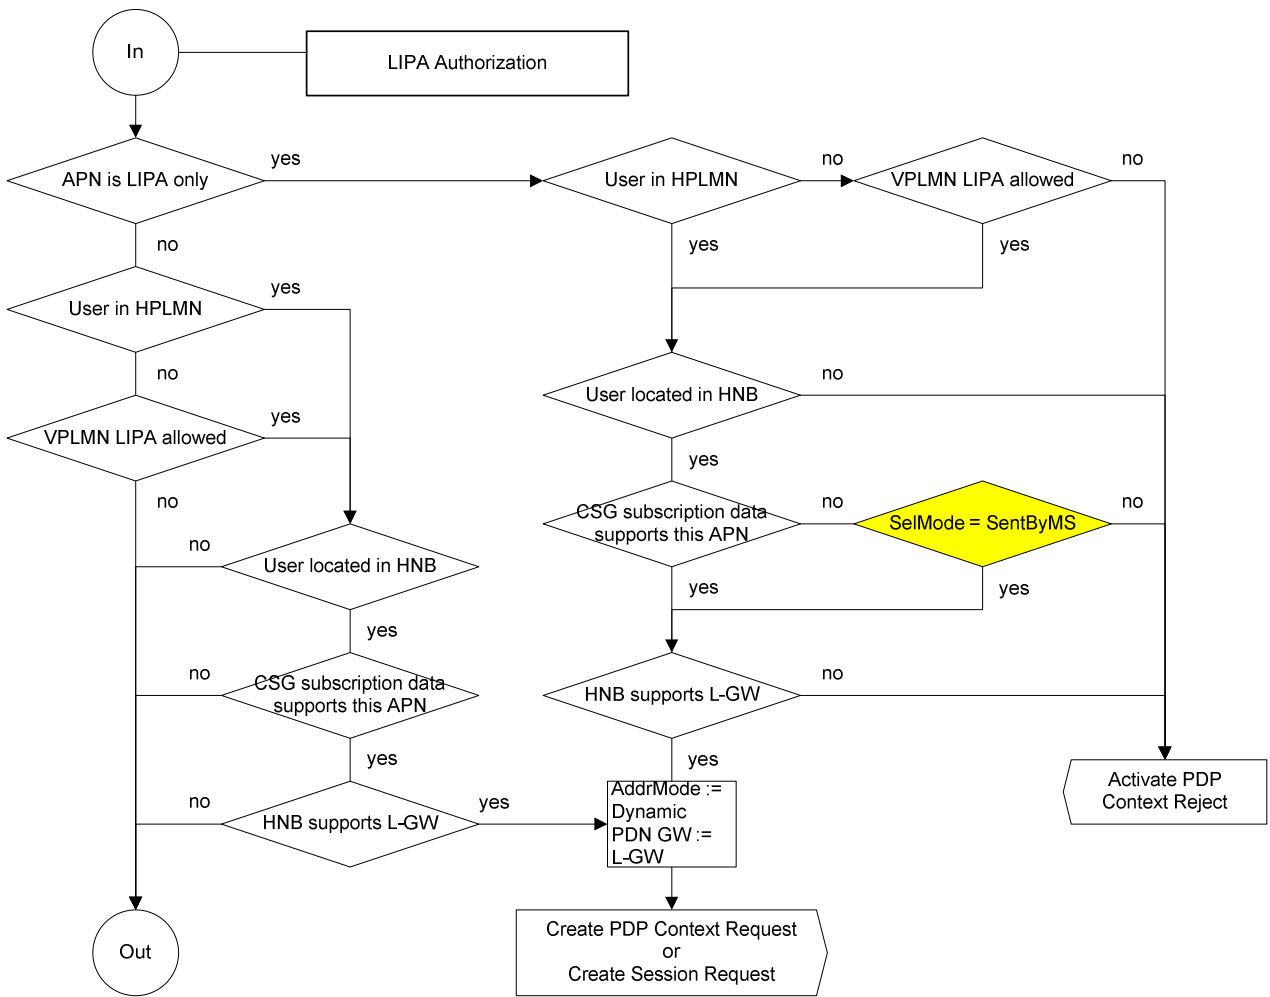 In
LIPA Authorization
APN is LIPA only
yes
User in HPLMN
no
VPLMN LIPA allowed
no
no
yes
yes
User in HPLMN
yes
no
User located in HNB
no
VPLMN LIPA allowed
yes
yes
no
CSG subscription data
supports this APN
no
SelMode = SentByMS
no
no
User located in HNB
yes
yes
yes
no
CSG subscription data
supports this APN
HNB supports L-GW
no
yes
yes
no
HNB supports L-GW
yes
AddrMode :=
Dynamic
PDN GW :=
L-GW
Activate PDP
Context Reject
Out
Create PDP Context Request
or
Create Session Request